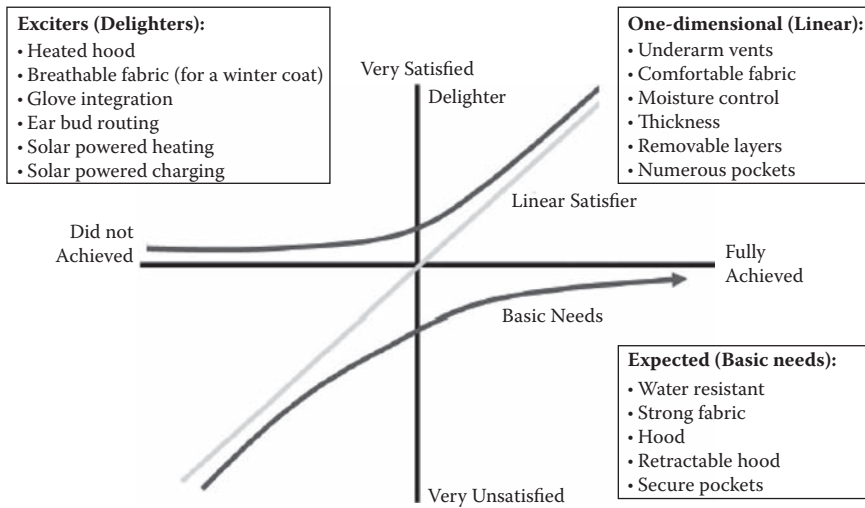 Exciters (Delighters):
• Heated hood
• Breathable fabric (for a winter coat)
• Glove integration
• Ear bud routing
• Solar powered heating
• Solar powered charging
Very Satisfied
Delighter
One-dimensional (Linear):
• Underarm vents
• Comfortable fabric
• Moisture control
• Thickness
• Removable layers
• Numerous pockets
Linear Satisfier
Did not
Achieved
Fully
Achieved
Basic Needs
Expected (Basic needs):
• Water resistant
• Strong fabric
• Hood
• Retractable hood
• Secure pockets
Very Unsatisfied